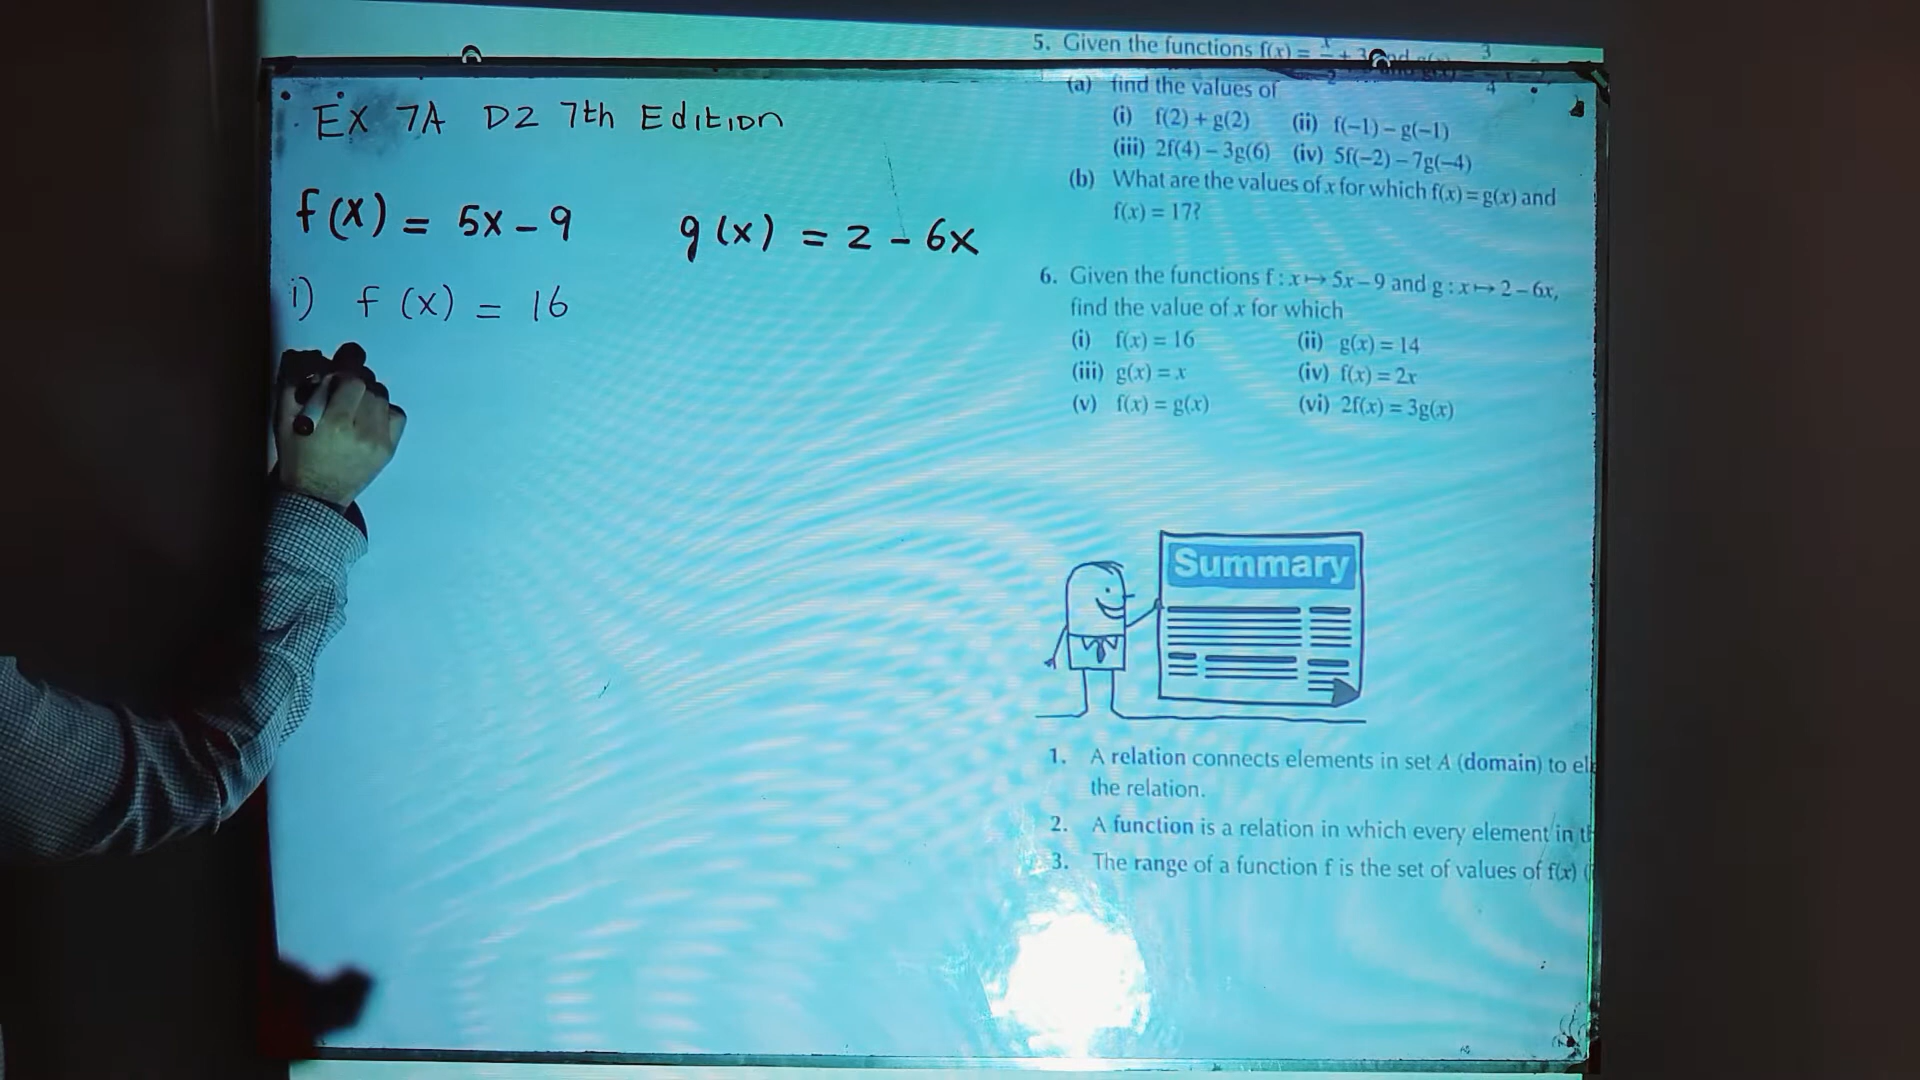 Ex 7A D2 7th Edition
f(x) = 5x - 9 g(x) = 2 - 6x
i) f(x) = 16
5. Given the functions f(x) =
(a) find the values of
(i) f(2) + g(2) (ii) f(−1) − g(−1)
(iii) 2f(4) − 3g(6) (iv) 5f(−2) − 7g(−4)
(b) What are the values of x for which f(x) = g(x) and
f(x) = 17?
6. Given the functions f : x ↦ 5x − 9 and g : x ↦ 2 − 6x,
find the value of x for which
(i) f(x) = 16 (ii) g(x) = 14
(iii) g(x) = x (iv) f(x) = 2x
(v) f(x) = g(x) (vi) 2f(x) = 3g(x)
Summary
1. A relation connects elements in set A (domain) to
the relation.
2. A function is a relation in which every element in
3. The range of a function f is the set of values of f(x)